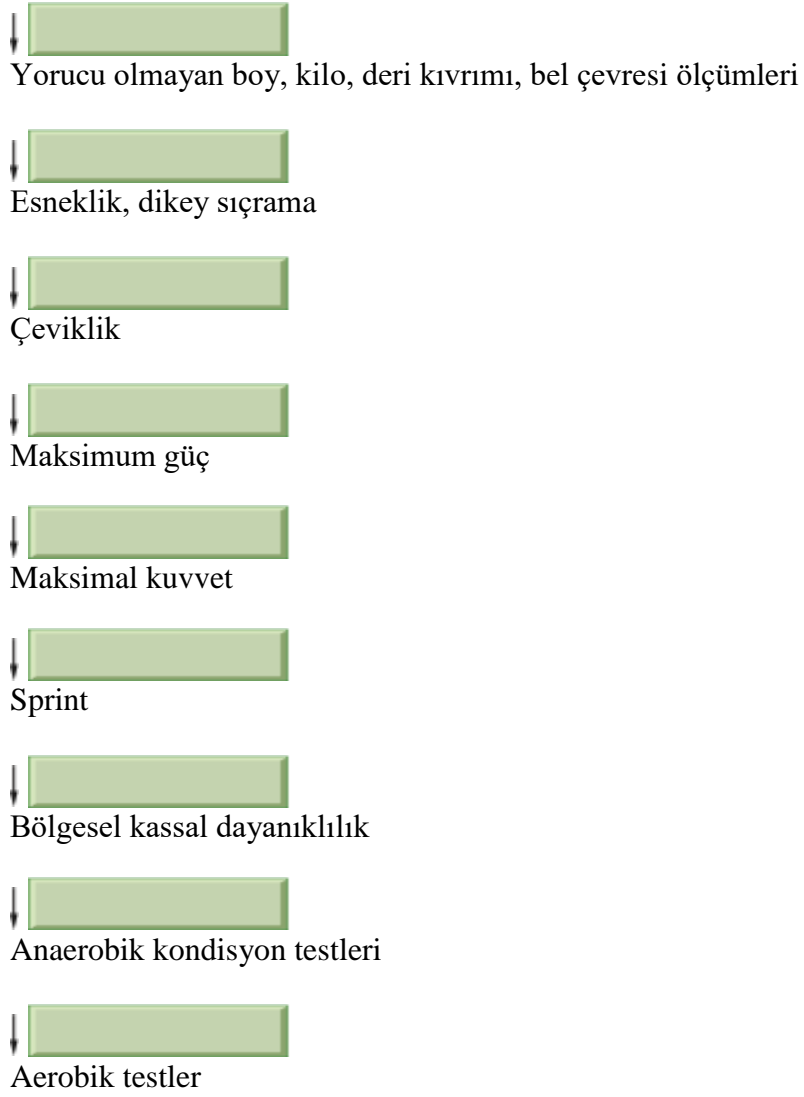 Yorucu olmayan boy, kilo, deri kıvrımı, bel çevresi ölçümleri
Esneklik, dikey sıçrama
Çeviklik
Maksimum güç
Maksimal kuvvet
Sprint
Bölgesel kassal dayanıklılık
Anaerobik kondisyon testleri
Aerobik testler